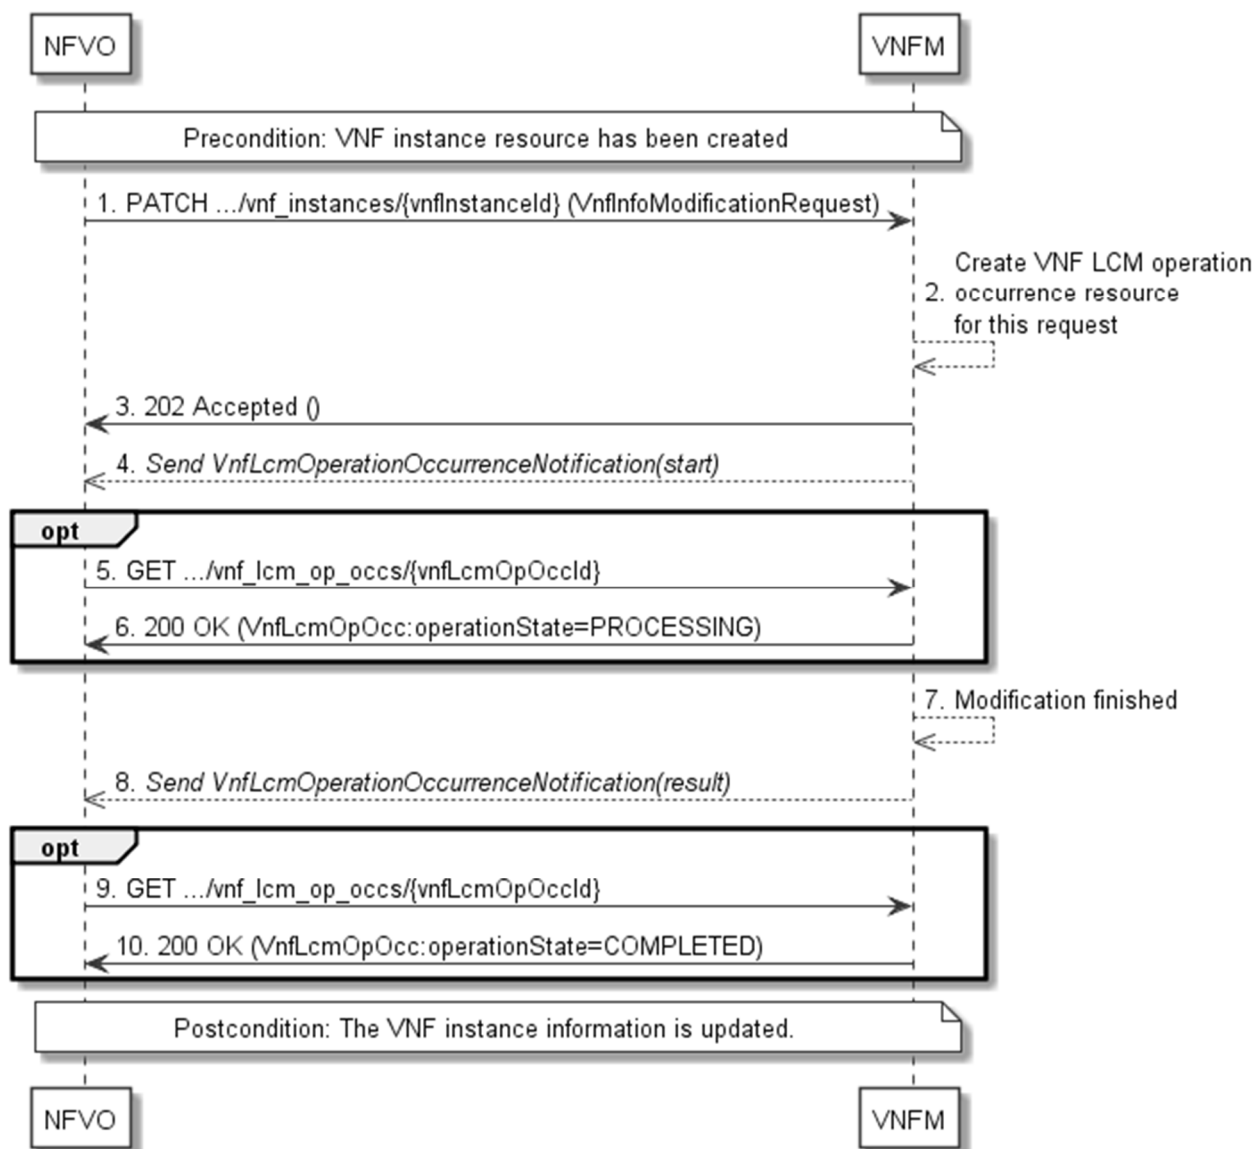 NFVO
VNFM
Precondition: VNF instance resource has been created
1. PATCH .../vnf_instances/{vnfInstanceId} (VnfInfoModificationRequest)
Create VNF LCM operation
2. occurrence resource
for this request
3. 202 Accepted ()
4. Send VnfLcmOperationOccurrenceNotification(start)
opt
5. GET .../vnf_lcm_op_occs/{vnfLcmOpOccId}
6. 200 OK (VnfLcmOpOcc:operationState=PROCESSING)
7. Modification finished
8. Send VnfLcmOperationOccurrenceNotification(result)
opt
9. GET .../vnf_lcm_op_occs/{vnfLcmOpOccId}
10. 200 OK (VnfLcmOpOcc:operationState=COMPLETED)
Postcondition: The VNF instance information is updated.
NFVO
VNFM